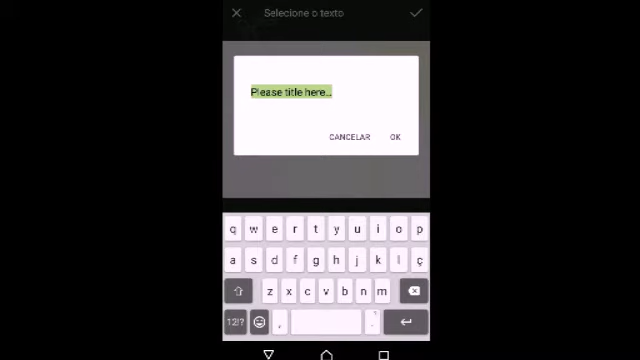 Selecione o texto
Please title here...
CANCELAR OK
q w e r t y u i o p
a s d f g h j k l ç
z x c v b n m
12!? , .